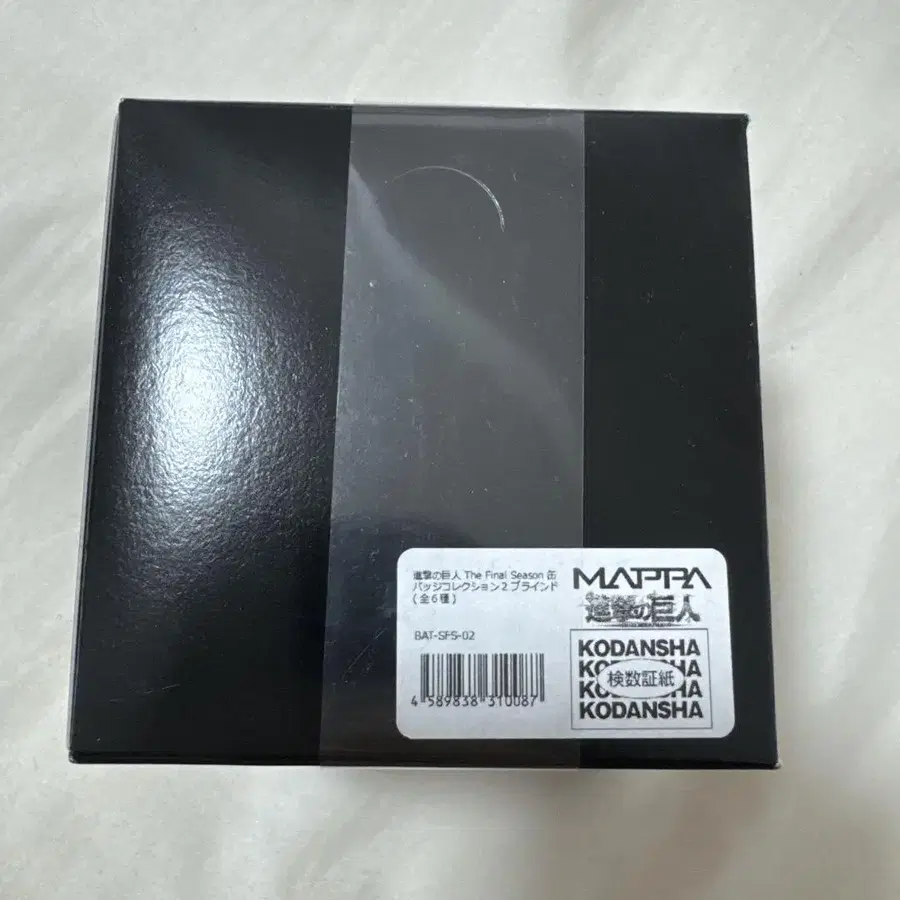 進撃の巨人 The Final Season 缶
バッジコレクション2 ブラインド
(全6種)
BAT-SFS-02
4 589838 310087
MAPPA
進撃の巨人
KODANSHA
KODANSHA
KODANSHA
KODANSHA
検数証紙